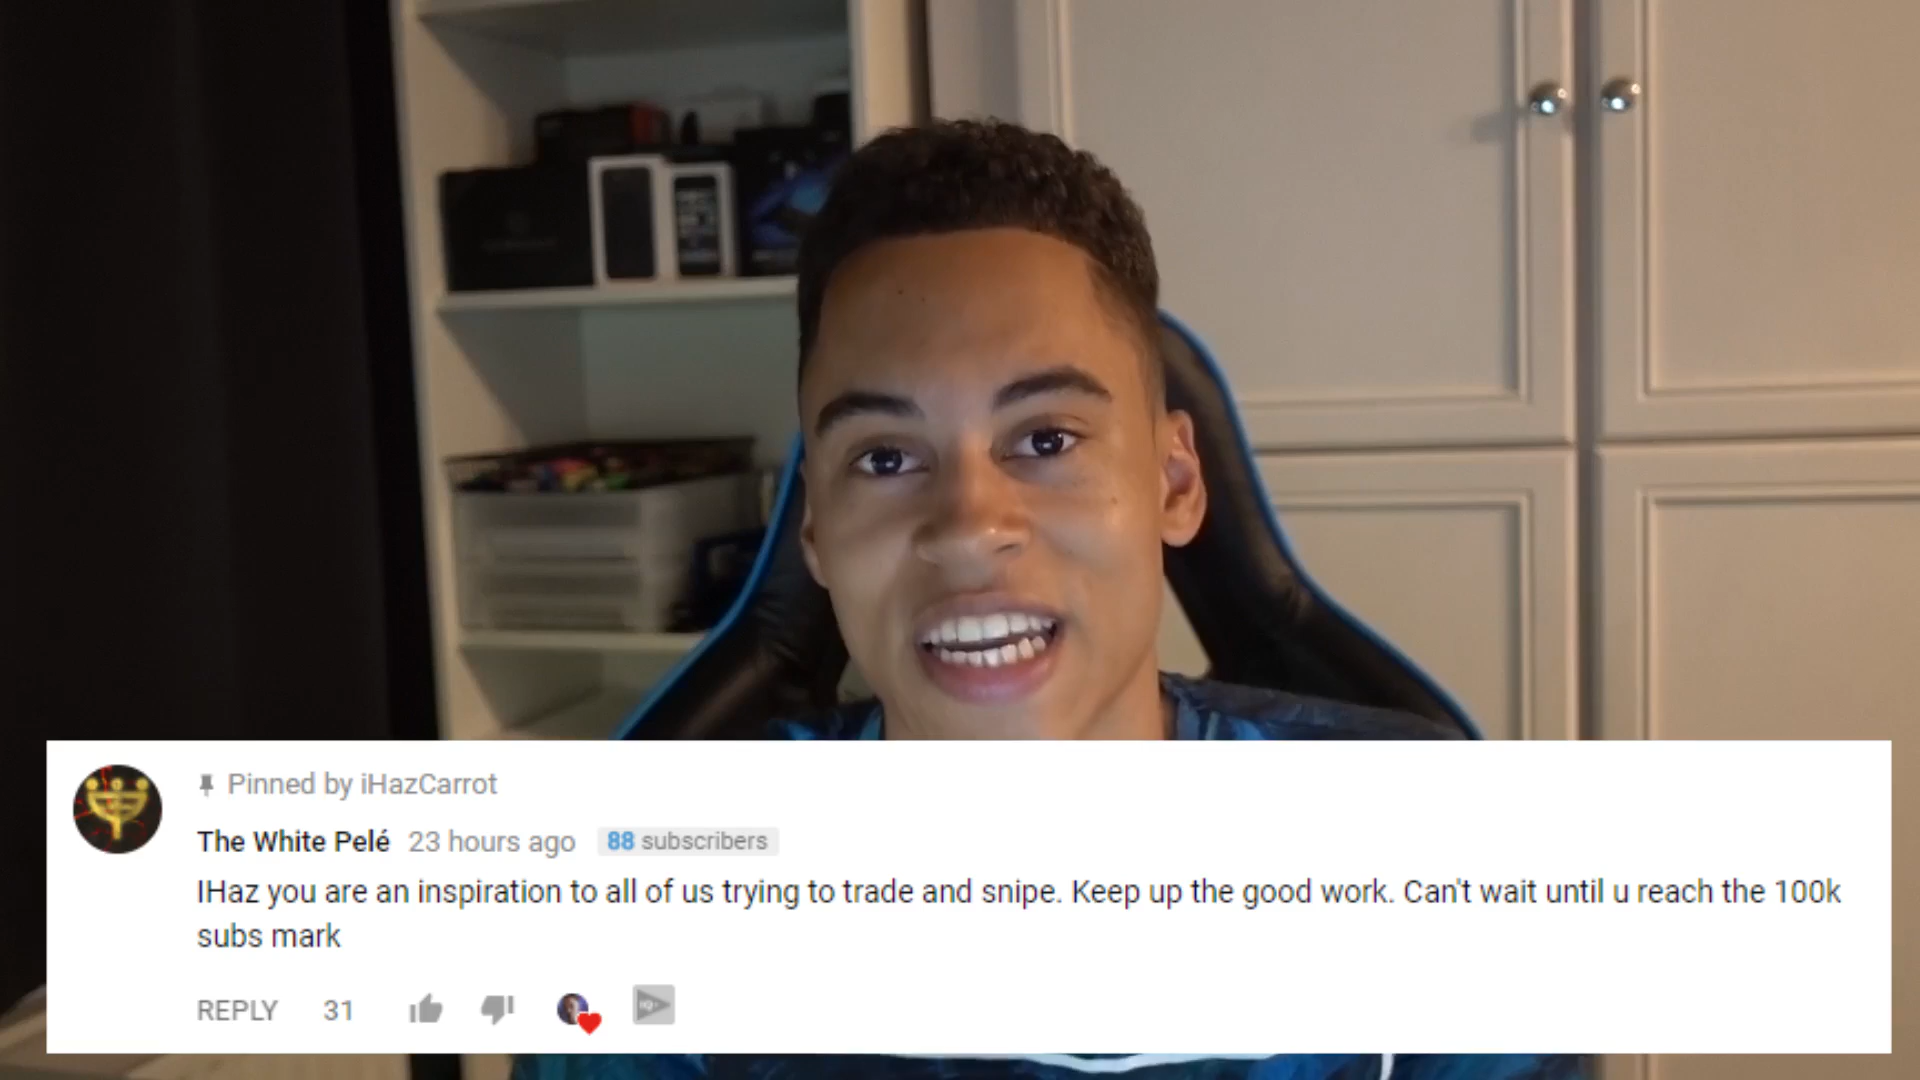 Pinned by iHazCarrot
The White Pelé 23 hours ago 88 subscribers
IHaz you are an inspiration to all of us trying to trade and snipe. Keep up the good work. Can't wait until u reach the 100k
subs mark
REPLY 31